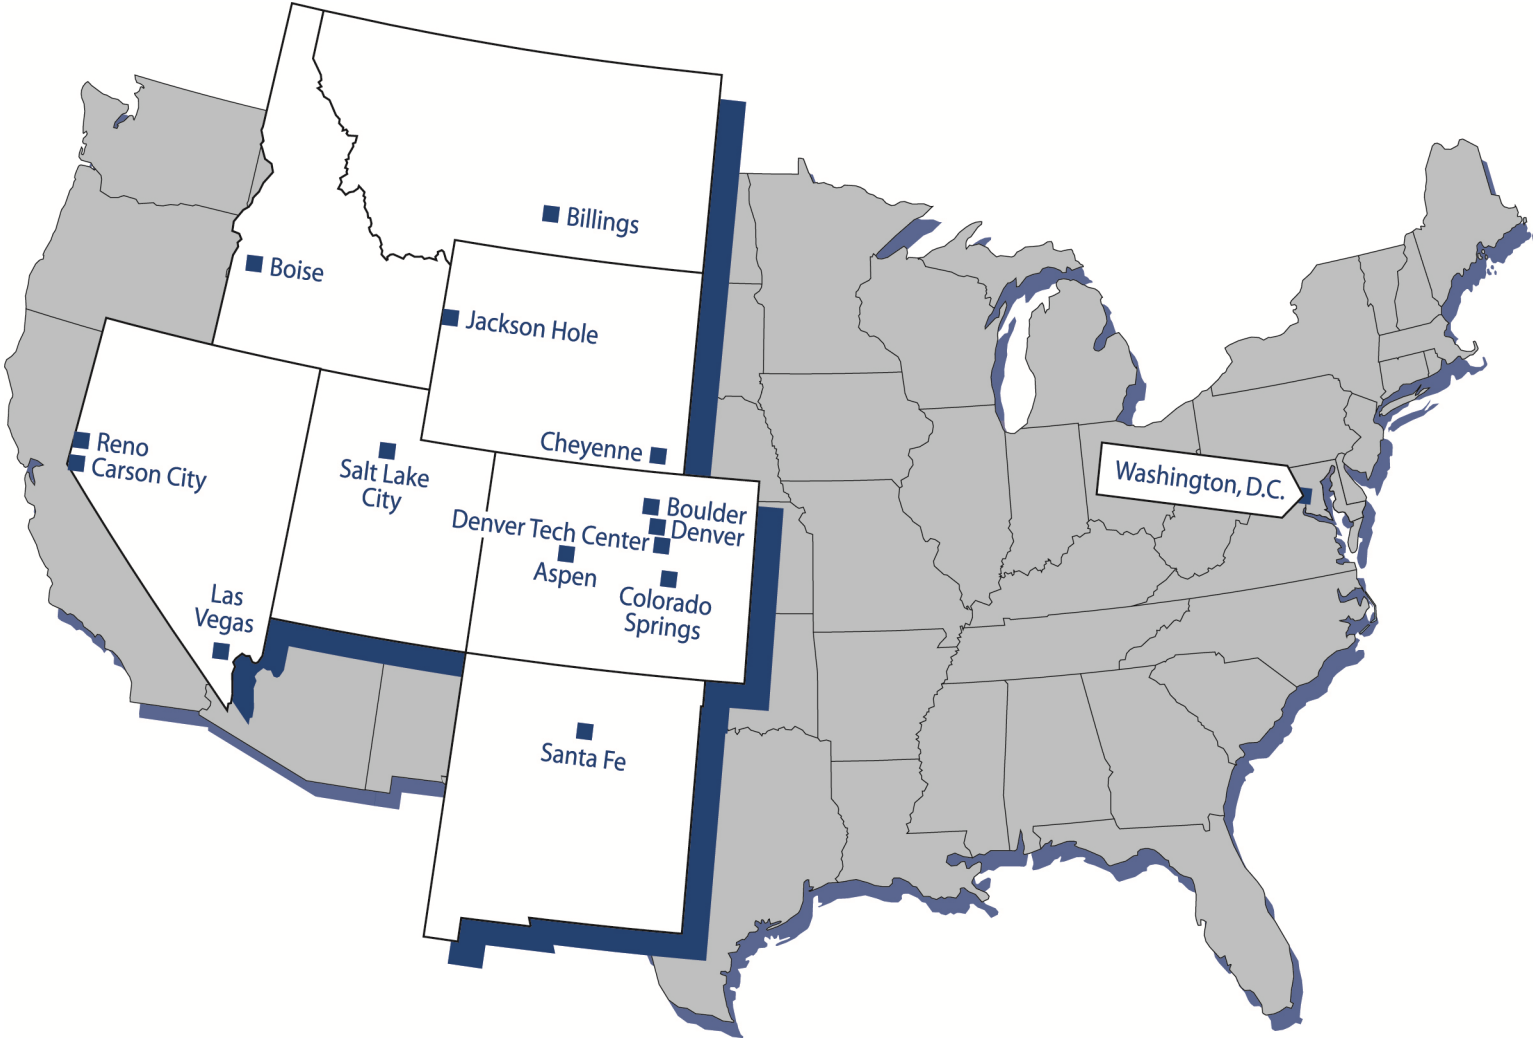 Billings
Boise
Jackson Hole
Reno
Carson City
Cheyenne
Salt Lake
City
Washington, D.C.
Boulder
Denver Tech Center
Denver
Aspen
Las
Vegas
Colorado
Springs
Santa Fe